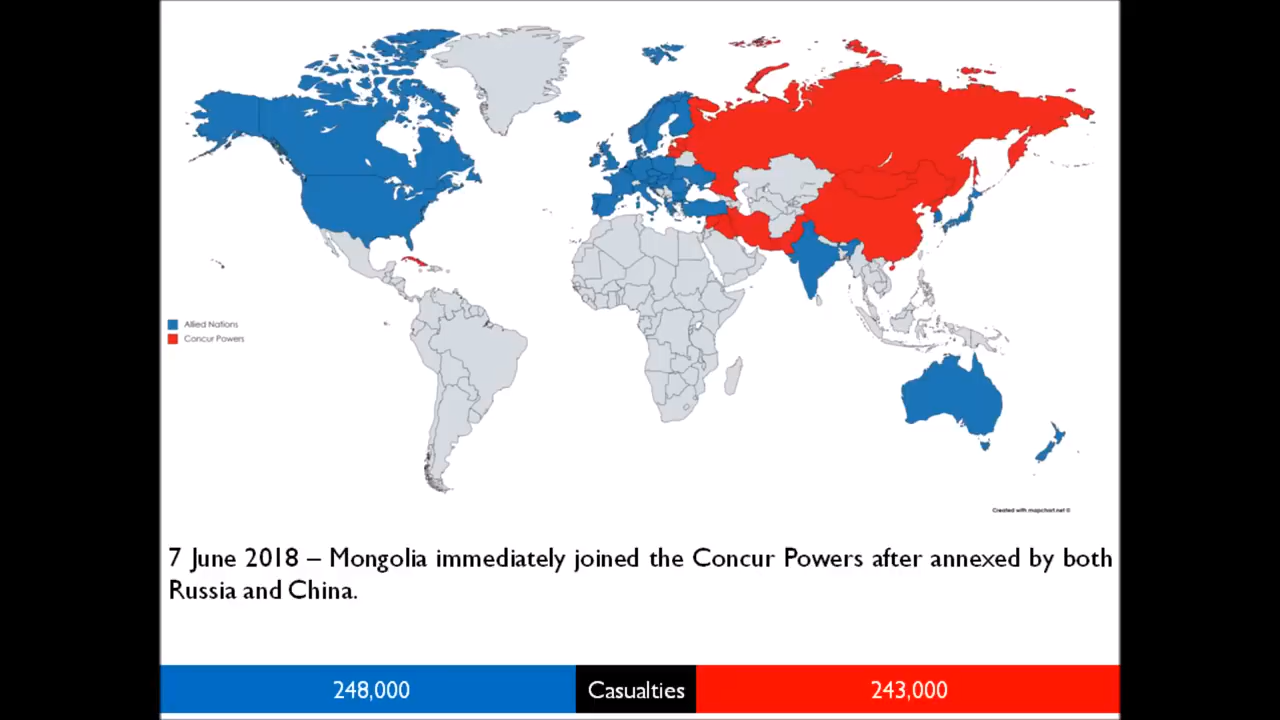 Allied Nations
Concur Powers
Created with mapchart.net ©
7 June 2018 – Mongolia immediately joined the Concur Powers after annexed by both
Russia and China.
248,000
Casualties
243,000